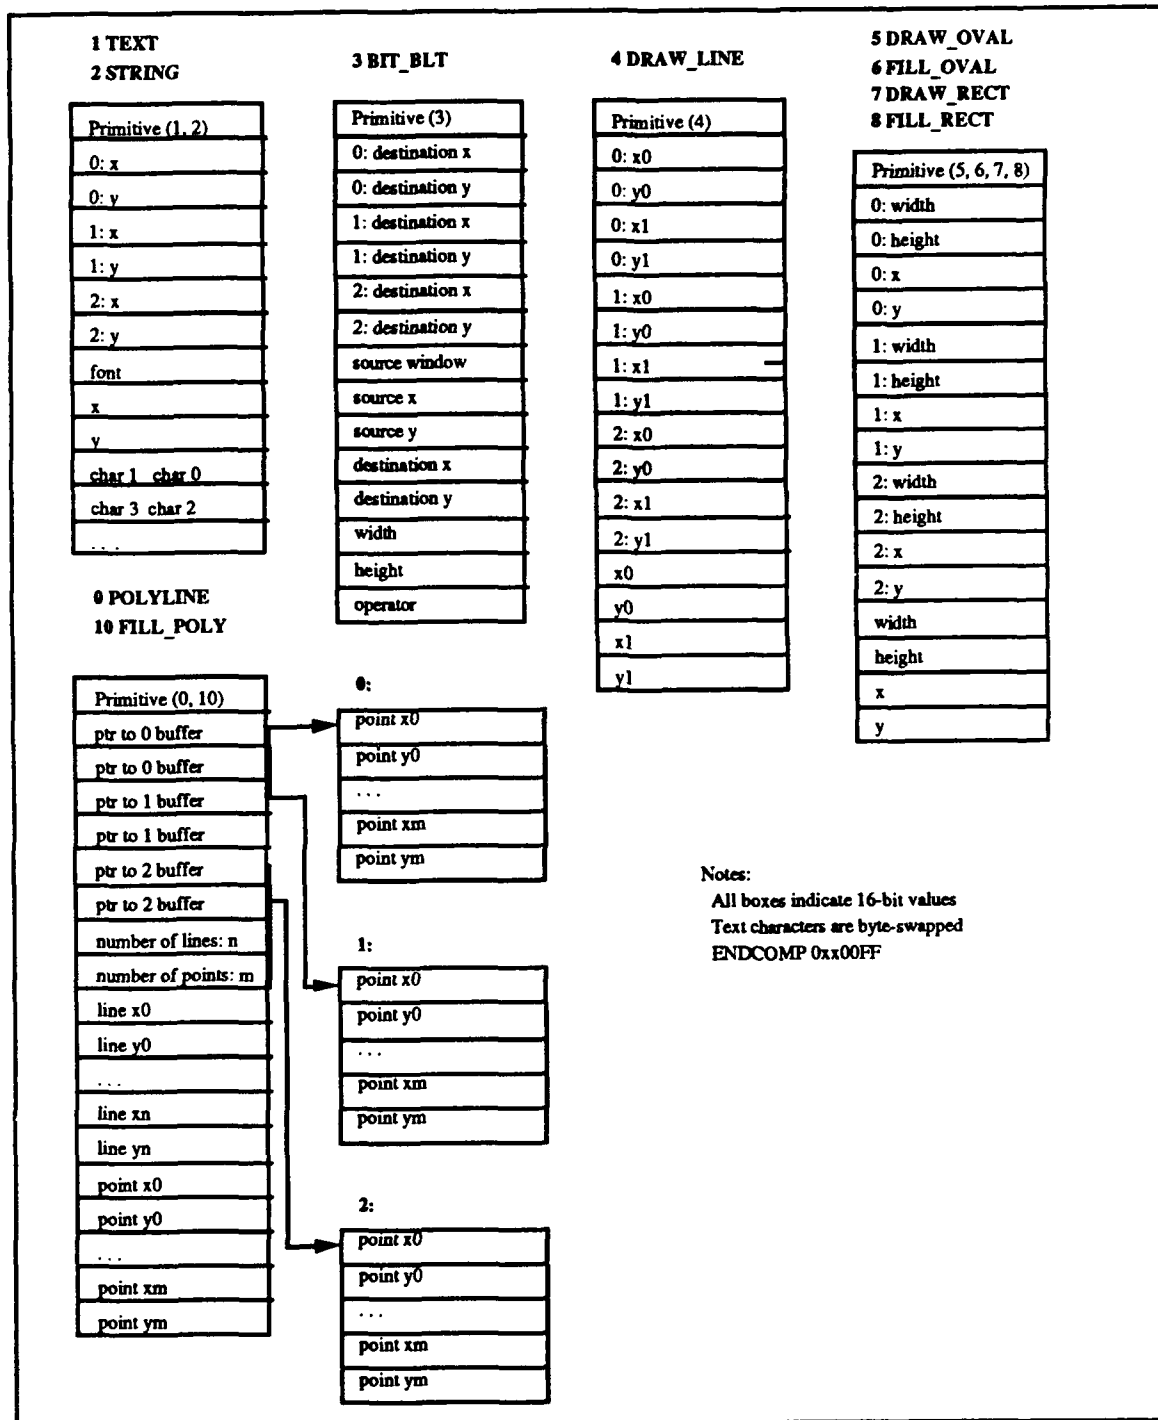 1 TEXT
2 STRING
Primitive (1, 2)
0: x
0: y
1: x
1: y
2: x
2: y
font
x
y
char 1 char 0
char 3 char 2
. . .
3 BIT_BLT
Primitive (3)
0: destination x
0: destination y
1: destination x
1: destination y
2: destination x
2: destination y
source window
source x
source y
destination x
destination y
width
height
operator
4 DRAW_LINE
Primitive (4)
0: x0
0: y0
0: x1
0: y1
1: x0
1: y0
1: x1
1: y1
2: x0
2: y0
2: x1
2: y1
x0
y0
x1
y1
5 DRAW_OVAL
6 FILL_OVAL
7 DRAW_RECT
8 FILL_RECT
Primitive (5, 6, 7, 8)
0: width
0: height
0: x
0: y
1: width
1: height
1: x
1: y
2: width
2: height
2: x
2: y
width
height
x
y
0 POLYLINE
10 FILL_POLY
Primitive (0, 10)
ptr to 0 buffer
ptr to 0 buffer
ptr to 1 buffer
ptr to 1 buffer
ptr to 2 buffer
ptr to 2 buffer
number of lines: n
number of points: m
line x0
line y0
. . .
line xn
line yn
point x0
point y0
. . .
point xm
point ym
0:
point x0
point y0
. . .
point xm
point ym
1:
point x0
point y0
. . .
point xm
point ym
2:
point x0
point y0
. . .
point xm
point ym
Notes:
All boxes indicate 16-bit values
Text characters are byte-swapped
ENDCOMP 0xx00FF